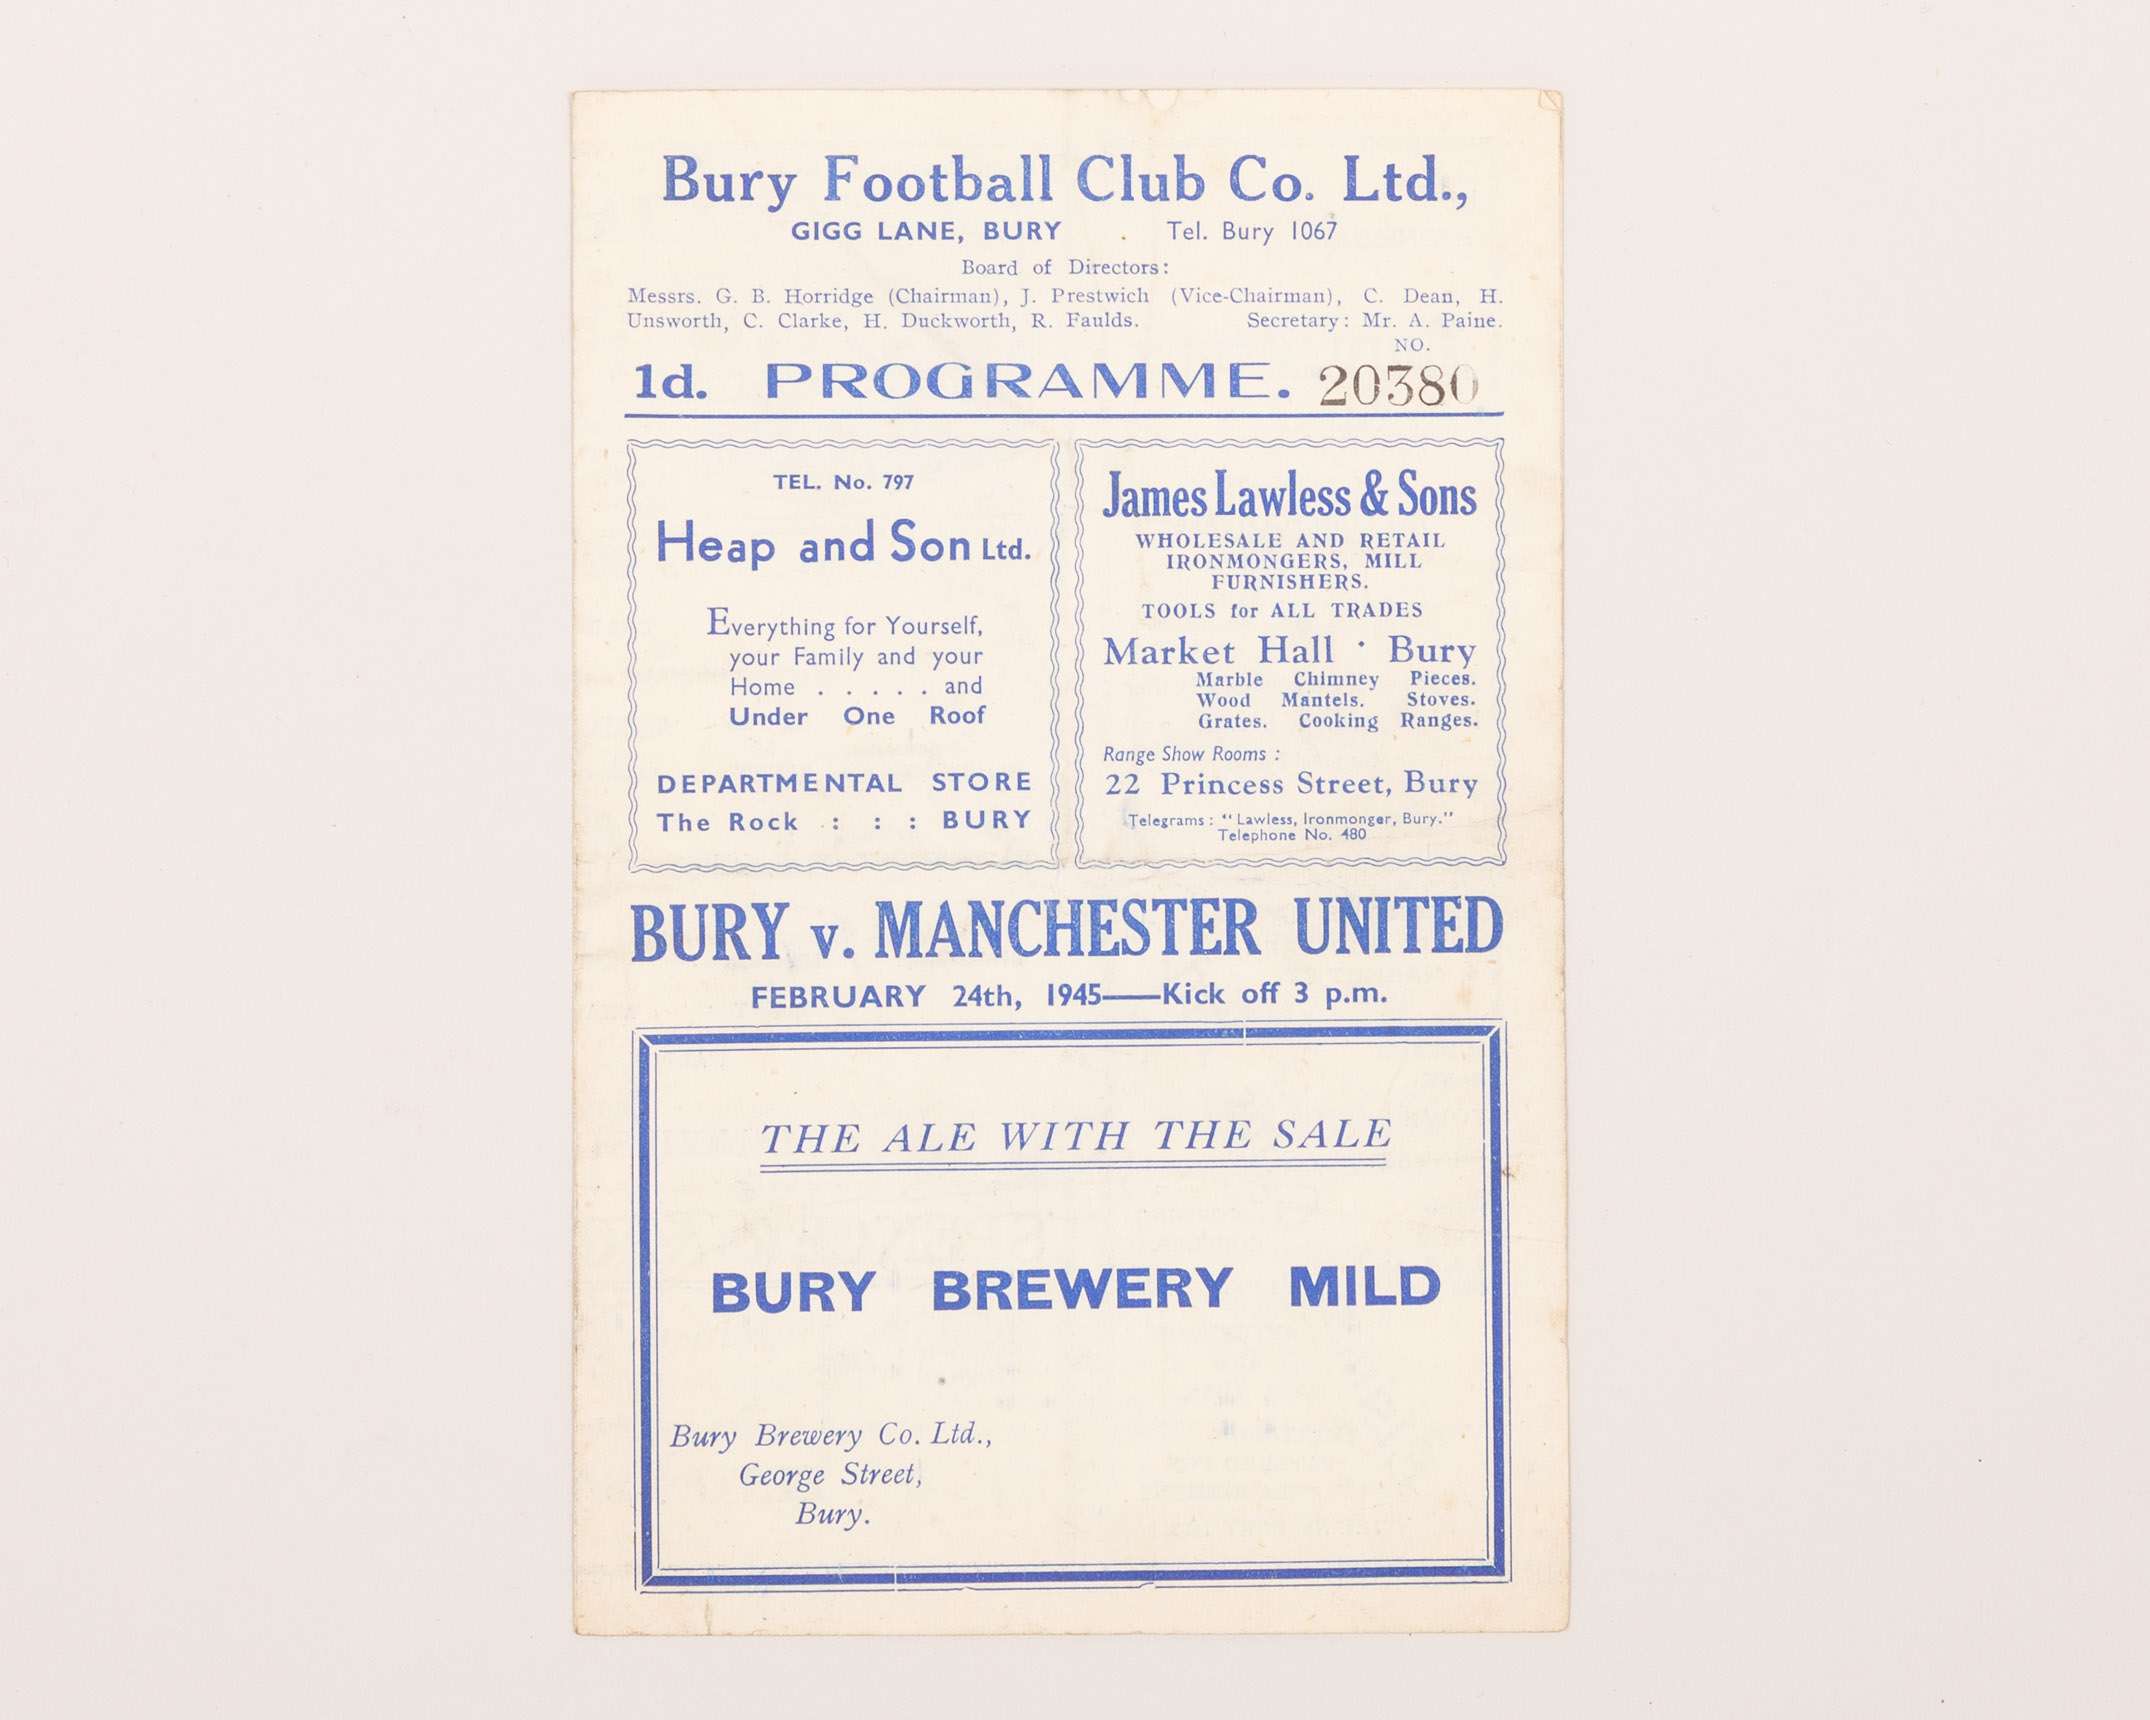 Bury Football Club Co. Ltd.,
GIGG LANE, BURY . Tel. Bury 1067
Board of Directors:
Messrs. G. B. Horridge (Chairman), J. Prestwich (Vice-Chairman), C. Dean, H.
Unsworth, C. Clarke, H. Duckworth, R. Faulds. Secretary: Mr. A. Paine.
NO.
1d. PROGRAMME. 20380
TEL. No. 797
Heap and Son Ltd.
Everything for Yourself,
your Family and your
Home . . . . . and
Under One Roof
DEPARTMENTAL STORE
The Rock : : : BURY
James Lawless & Sons
WHOLESALE AND RETAIL
IRONMONGERS, MILL
FURNISHERS.
TOOLS for ALL TRADES
Market Hall · Bury
Marble Chimney Pieces.
Wood Mantels. Stoves.
Grates. Cooking Ranges.
Range Show Rooms :
22 Princess Street, Bury
Telegrams : "Lawless, Ironmonger, Bury."
Telephone No. 480
BURY v. MANCHESTER UNITED
FEBRUARY 24th, 1945——Kick off 3 p.m.
THE ALE WITH THE SALE
BURY BREWERY MILD
Bury Brewery Co. Ltd.,
George Street,
Bury.